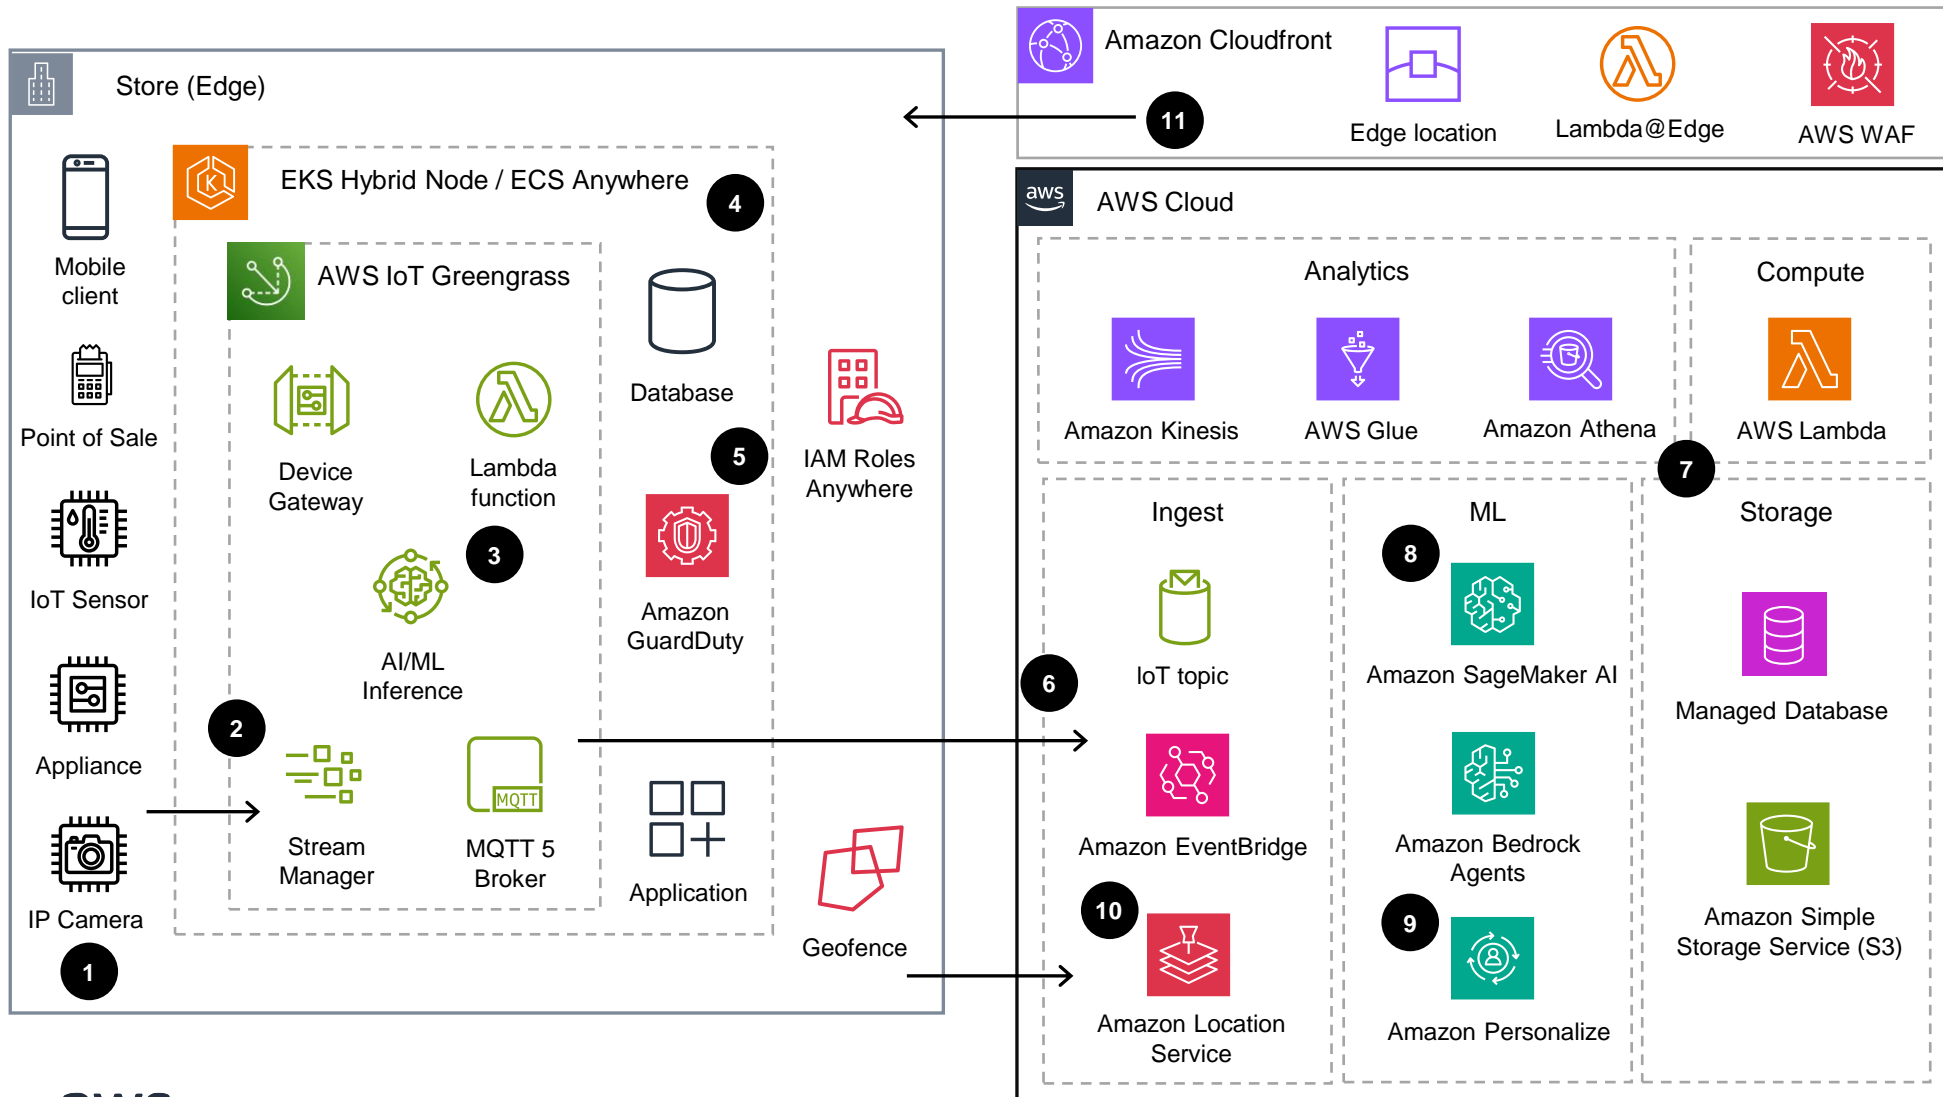 Amazon Cloudfront
11
Edge location
Lambda@Edge
AWS WAF
Store (Edge)
Mobile
client
Point of Sale
IoT Sensor
Appliance
IP Camera
1
EKS Hybrid Node / ECS Anywhere
4
AWS IoT Greengrass
Device
Gateway
Lambda
function
3
AI/ML
Inference
2
Stream
Manager
MQTT
MQTT 5
Broker
Database
5
Amazon
GuardDuty
Application
IAM Roles
Anywhere
Geofence
aws
AWS Cloud
Analytics
Amazon Kinesis
AWS Glue
Amazon Athena
Compute
AWS Lambda
7
Ingest
6
IoT topic
Amazon EventBridge
10
Amazon Location
Service
ML
8
Amazon SageMaker AI
Amazon Bedrock
Agents
9
Amazon Personalize
Storage
Managed Database
Amazon Simple
Storage Service (S3)
aws